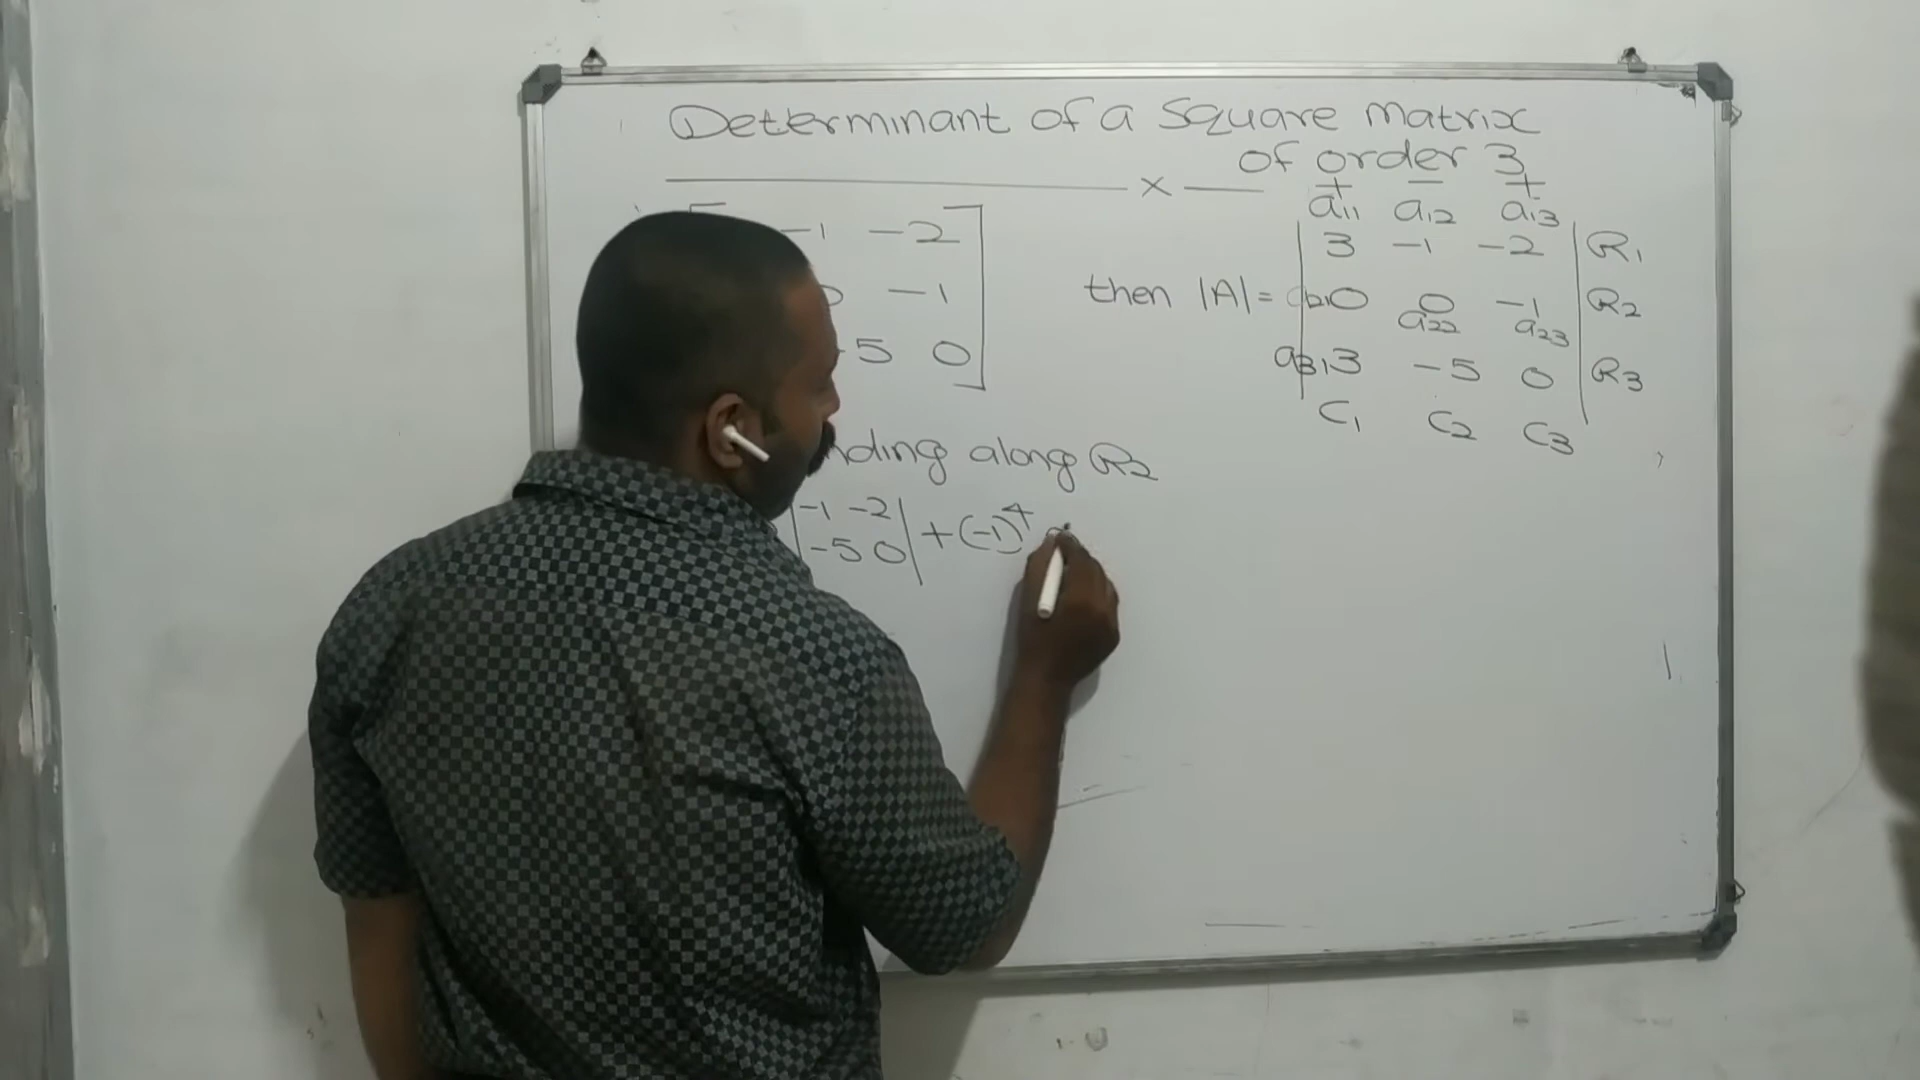 Determinant of a square matrix
of order 3
× + − +
a11 a12 a13
-1 -2
3 -1 -2 R1
-1
then |A| = a21 0 0 -1 R2
a22 a23
5 0
a31 3 -5 0 R3
C1 C2 C3
nding along R2
| -1 -2 | + (-1)^4
| -5 0 |